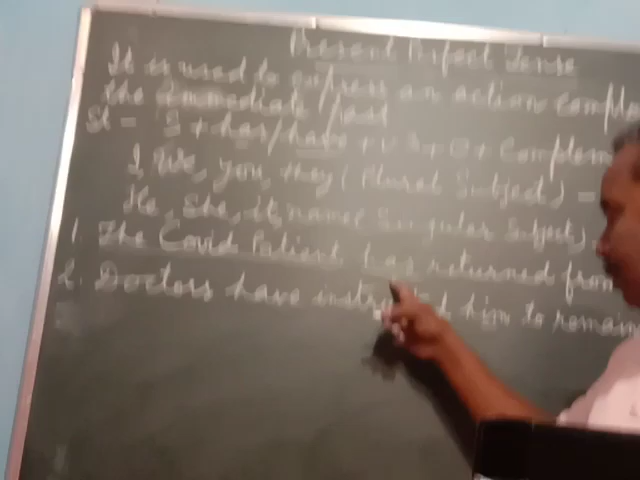 Present Perfect Tense
It is used to express an action comple
the immediate past
St = S + has/have + V3 + O + Complem
I, We, you, they (Plural Subject) =
He, she, it, name Singular Subject)
1. The Covid Patient has returned from
2. Doctors have him to remain